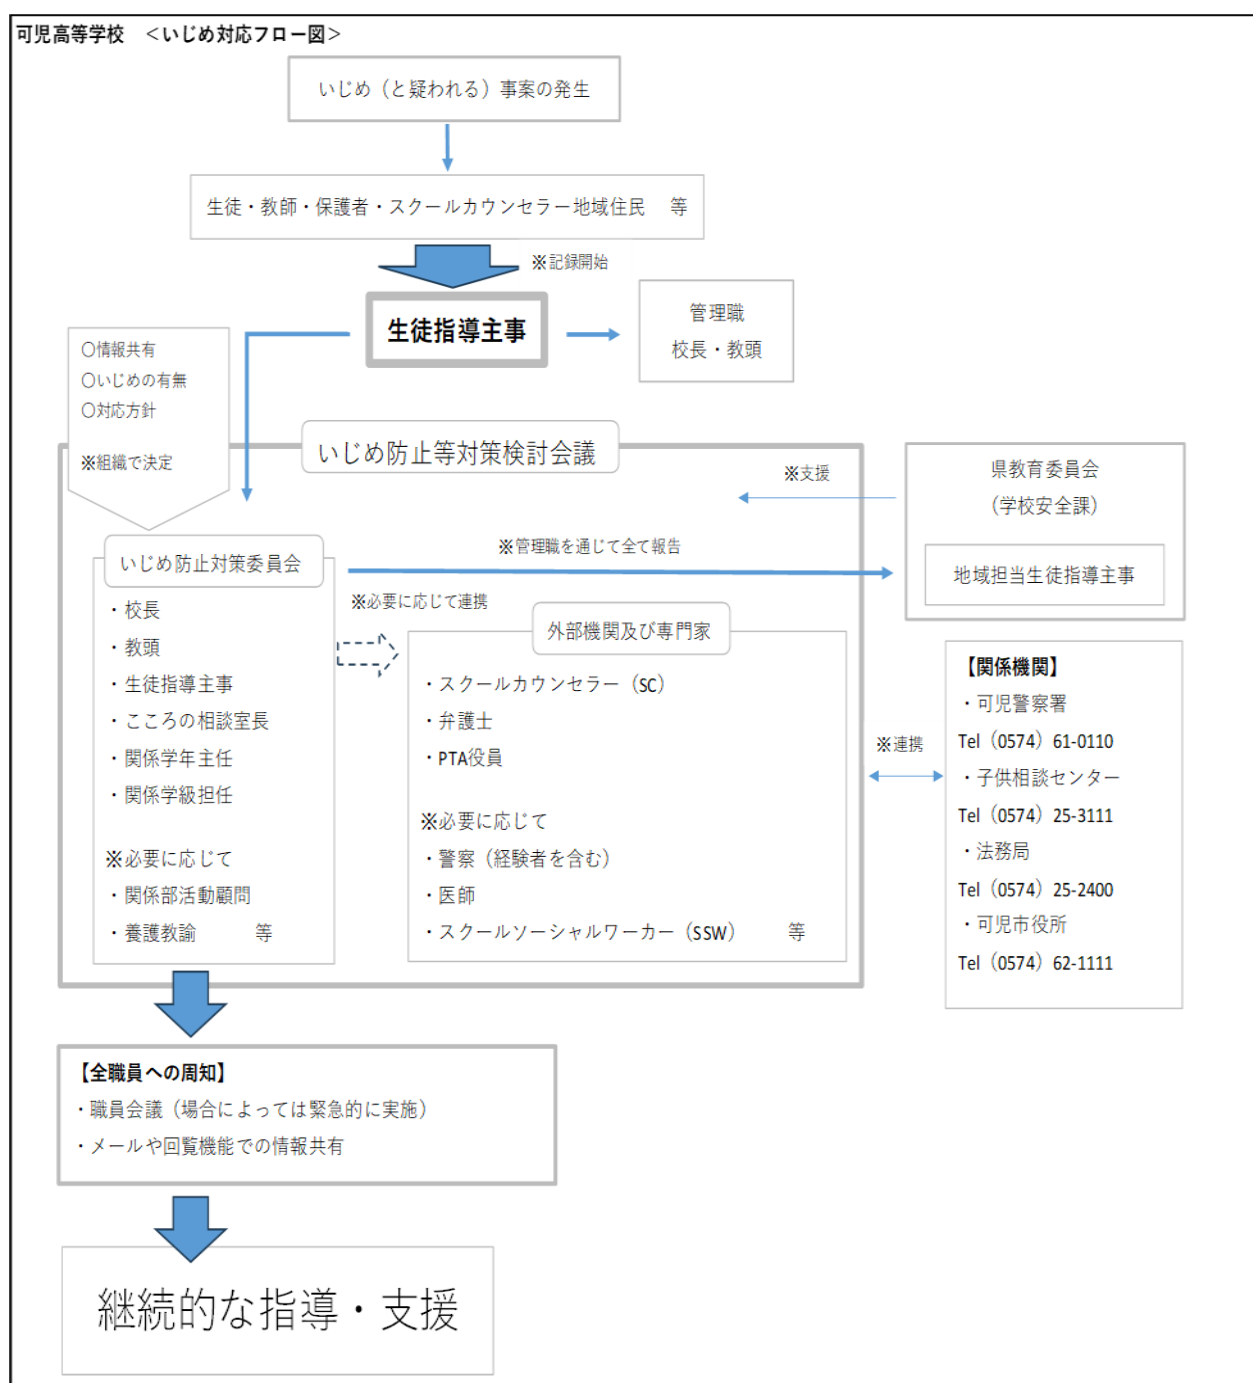 可児高等学校　＜いじめ対応フロー図＞
いじめ（と疑われる）事案の発生
生徒・教師・保護者・スクールカウンセラー地域住民　等
※記録開始
生徒指導主事
管理職
校長・教頭
〇情報共有
〇いじめの有無
〇対応方針
※組織で決定
いじめ防止等対策検討会議
※支援
県教育委員会
（学校安全課）
地域担当生徒指導主事
※管理職を通じて全て報告
いじめ防止対策委員会
・校長
・教頭
・生徒指導主事
・こころの相談室長
・関係学年主任
・関係学級担任
※必要に応じて
・関係部活動顧問
・養護教諭　　等
※必要に応じて連携
外部機関及び専門家
・スクールカウンセラー（SC）
・弁護士
・PTA役員
※必要に応じて
・警察（経験者を含む）
・医師
・スクールソーシャルワーカー（SSW）　　等
※連携
【関係機関】
・可児警察署
Tel（0574）61-0110
・子供相談センター
Tel（0574）25-3111
・法務局
Tel（0574）25-2400
・可児市役所
Tel（0574）62-1111
【全職員への周知】
・職員会議（場合によっては緊急的に実施）
・メールや回覧機能での情報共有
継続的な指導・支援